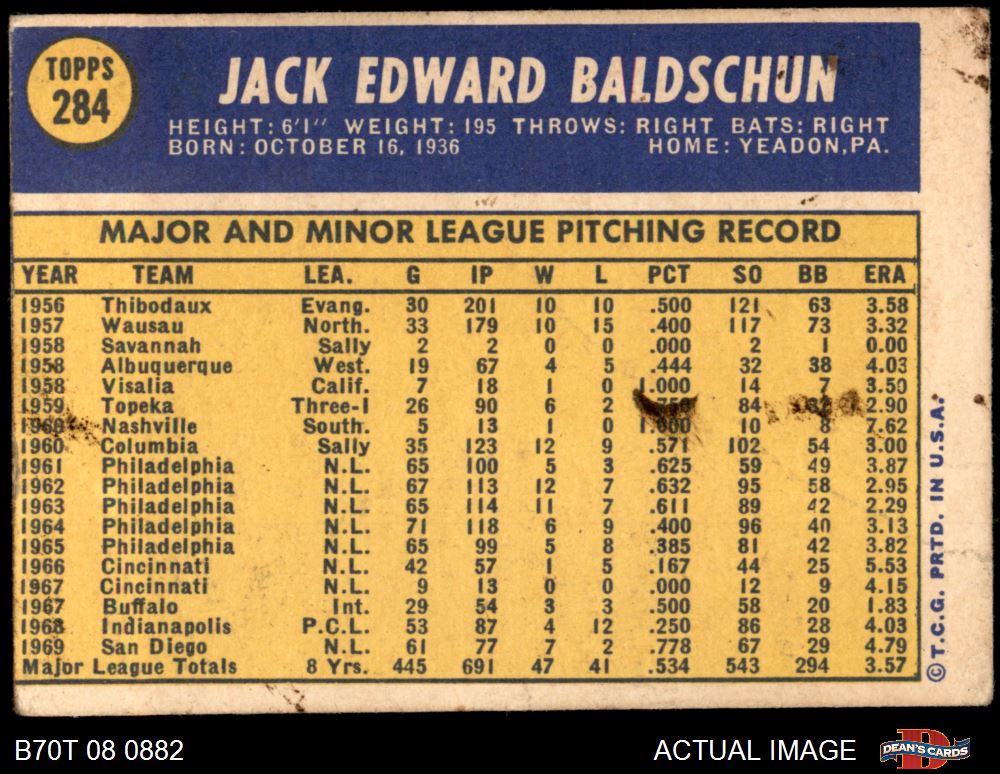 TOPPS
284
JACK EDWARD BALDSCHUN
HEIGHT: 6'1" WEIGHT: 195 THROWS: RIGHT BATS: RIGHT
BORN: OCTOBER 16, 1936 HOME: YEADON, PA.
MAJOR AND MINOR LEAGUE PITCHING RECORD
YEAR TEAM LEA. G IP W L PCT SO BB ERA
1956 Thibodaux Evang. 30 201 10 10 .500 121 63 3.58
1957 Wausau North. 33 179 10 15 .400 117 73 3.32
1958 Savannah Sally 2 2 0 0 .000 2 1 0.00
1958 Albuquerque West. 19 67 4 5 .444 32 38 4.03
1958 Visalia Calif. 7 18 1 0 1.000 14 7 3.50
1959 Topeka Three-I 26 90 6 2 .750 84 2.90
1960 Nashville South. 5 13 1 0 1.000 10 8 7.62
1960 Columbia Sally 35 123 12 9 .571 102 54 3.00
1961 Philadelphia N.L. 65 100 5 3 .625 59 49 3.87
1962 Philadelphia N.L. 67 113 12 7 .632 95 58 2.95
1963 Philadelphia N.L. 65 114 11 7 .611 89 42 2.29
1964 Philadelphia N.L. 71 118 6 9 .400 96 40 3.13
1965 Philadelphia N.L. 65 99 5 8 .385 81 42 3.82
1966 Cincinnati N.L. 42 57 1 5 .167 44 25 5.53
1967 Cincinnati N.L. 9 13 0 0 .000 12 9 4.15
1967 Buffalo Int. 29 54 3 3 .500 58 20 1.83
1968 Indianapolis P.C.L. 53 87 4 12 .250 86 28 4.03
1969 San Diego N.L. 61 77 7 2 .778 67 29 4.79
Major League Totals 8 Yrs. 445 691 47 41 .534 543 294 3.57
© T.C.G. PRTD. IN U.S.A.
B70T 08 0882 ACTUAL IMAGE DEAN'S CARDS